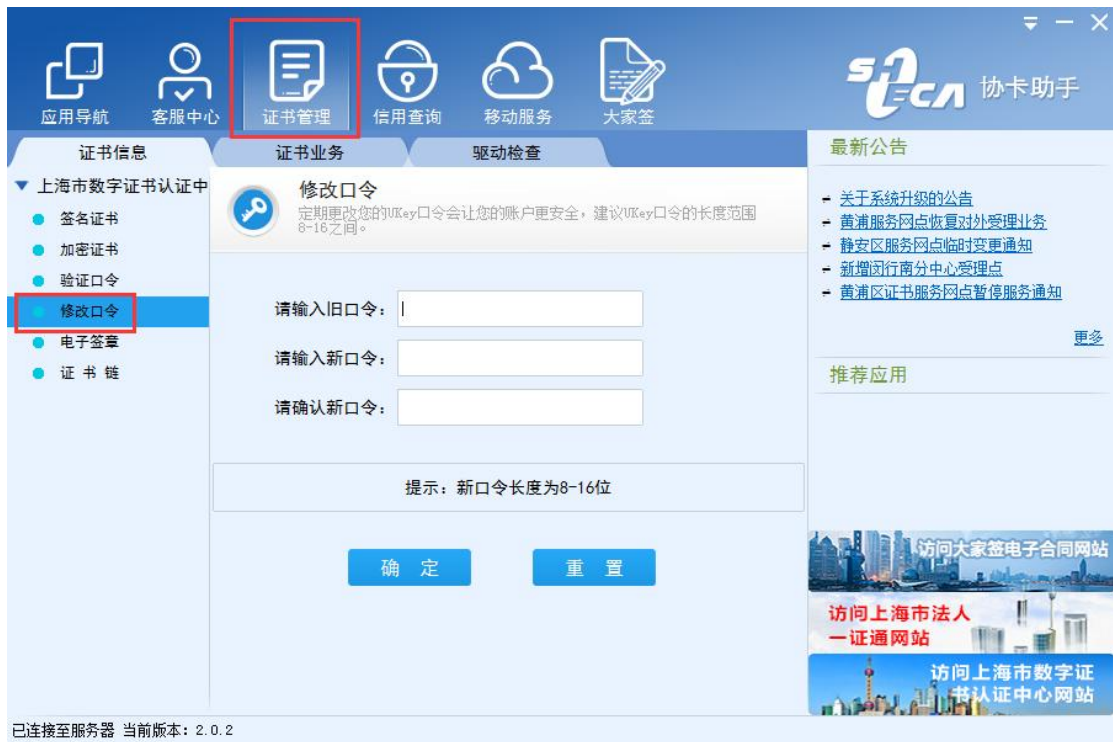 应用导航
客服中心
证书管理
信用查询
移动服务
大家签
SHECA 协卡助手
证书信息
证书业务
驱动检查
上海市数字证书认证中
签名证书
加密证书
验证口令
修改口令
电子签章
证 书 链
修改口令
定期更改您的UKey口令会让您的账户更安全，建议UKey口令的长度范围
8-16之间。
请输入旧口令：
请输入新口令：
请确认新口令：
提示：新口令长度为8-16位
确 定
重 置
最新公告
关于系统升级的公告
黄浦服务网点恢复对外受理业务
静安区服务网点临时变更通知
新增闵行南分中心受理点
黄浦区证书服务网点暂停服务通知
更多
推荐应用
访问大家签电子合同网站
访问上海市法人
一证通网站
访问上海市数字证
书认证中心网站
已连接至服务器 当前版本：2.0.2